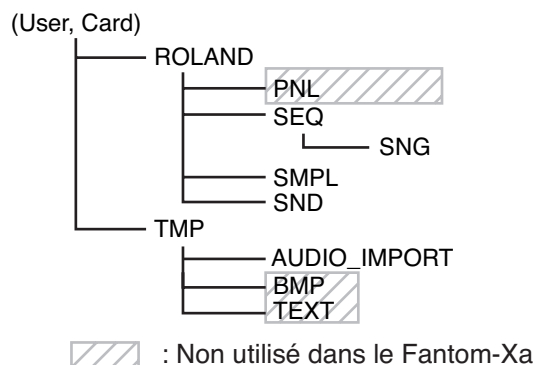 (User, Card)
ROLAND
PNL
SEQ
SNG
SMPL
SND
TMP
AUDIO_IMPORT
BMP
TEXT
: Non utilisé dans le Fantom-Xa